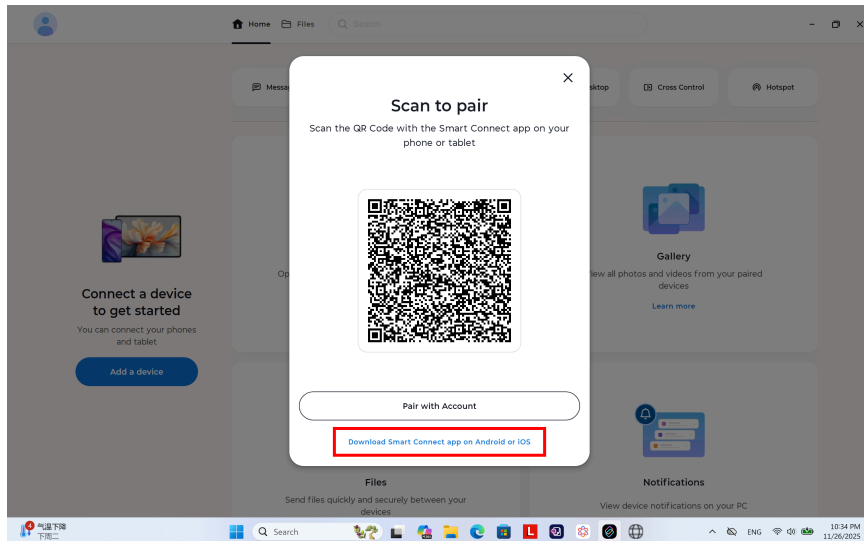 Home Files Search
Messa
sktop
Cross Control
Hotspot
Scan to pair
Scan the QR Code with the Smart Connect app on your
phone or tablet
Connect a device
to get started
You can connect your phones
and tablet
Add a device
Op
Gallery
iew all photos and videos from your paired
devices
Learn more
Pair with Account
Download Smart Connect app on Android or iOS
Files
Send files quickly and securely between your
devices
Notifications
View device notifications on your PC
4
气温下降
下周二
Search
L
ENG
10:34 PM
11/26/2025